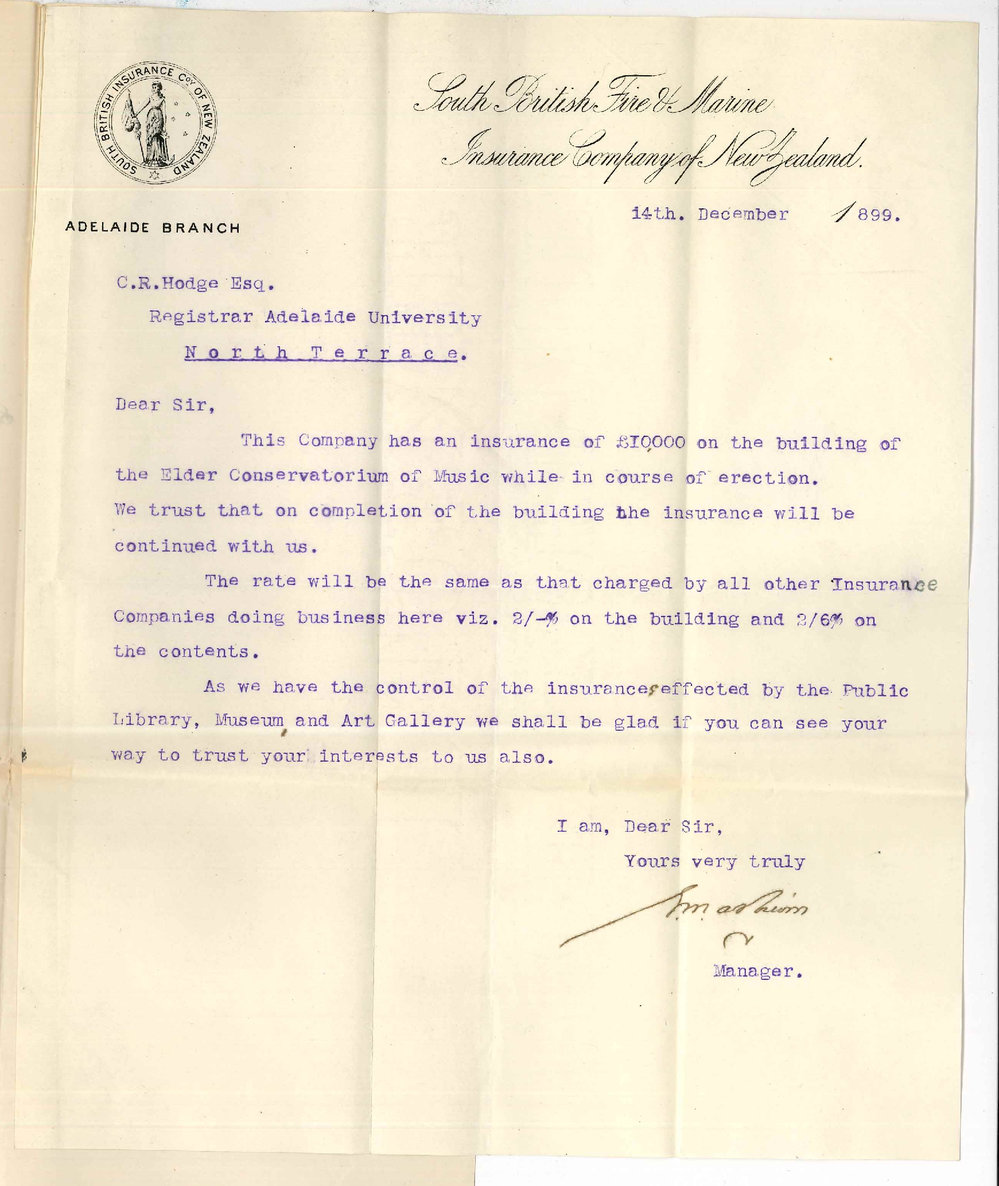 SOUTH BRITISH INSURANCE Coy OF NEW ZEALAND
South British Fire & Marine
Insurance Company of New Zealand.
14th. December 1899.
ADELAIDE BRANCH
C.R.Hodge Esq.
Registrar Adelaide University
North Terrace.
Dear Sir,
This Company has an insurance of £10,000 on the building of
the Elder Conservatorium of Music while in course of erection.
We trust that on completion of the building the insurance will be
continued with us.
The rate will be the same as that charged by all other Insurance
Companies doing business here viz. 2/-% on the building and 2/6% on
the contents.
As we have the control of the insurances effected by the Public
Library, Museum and Art Gallery we shall be glad if you can see your
way to trust your interests to us also.
I am, Dear Sir,
Yours very truly
Manager.